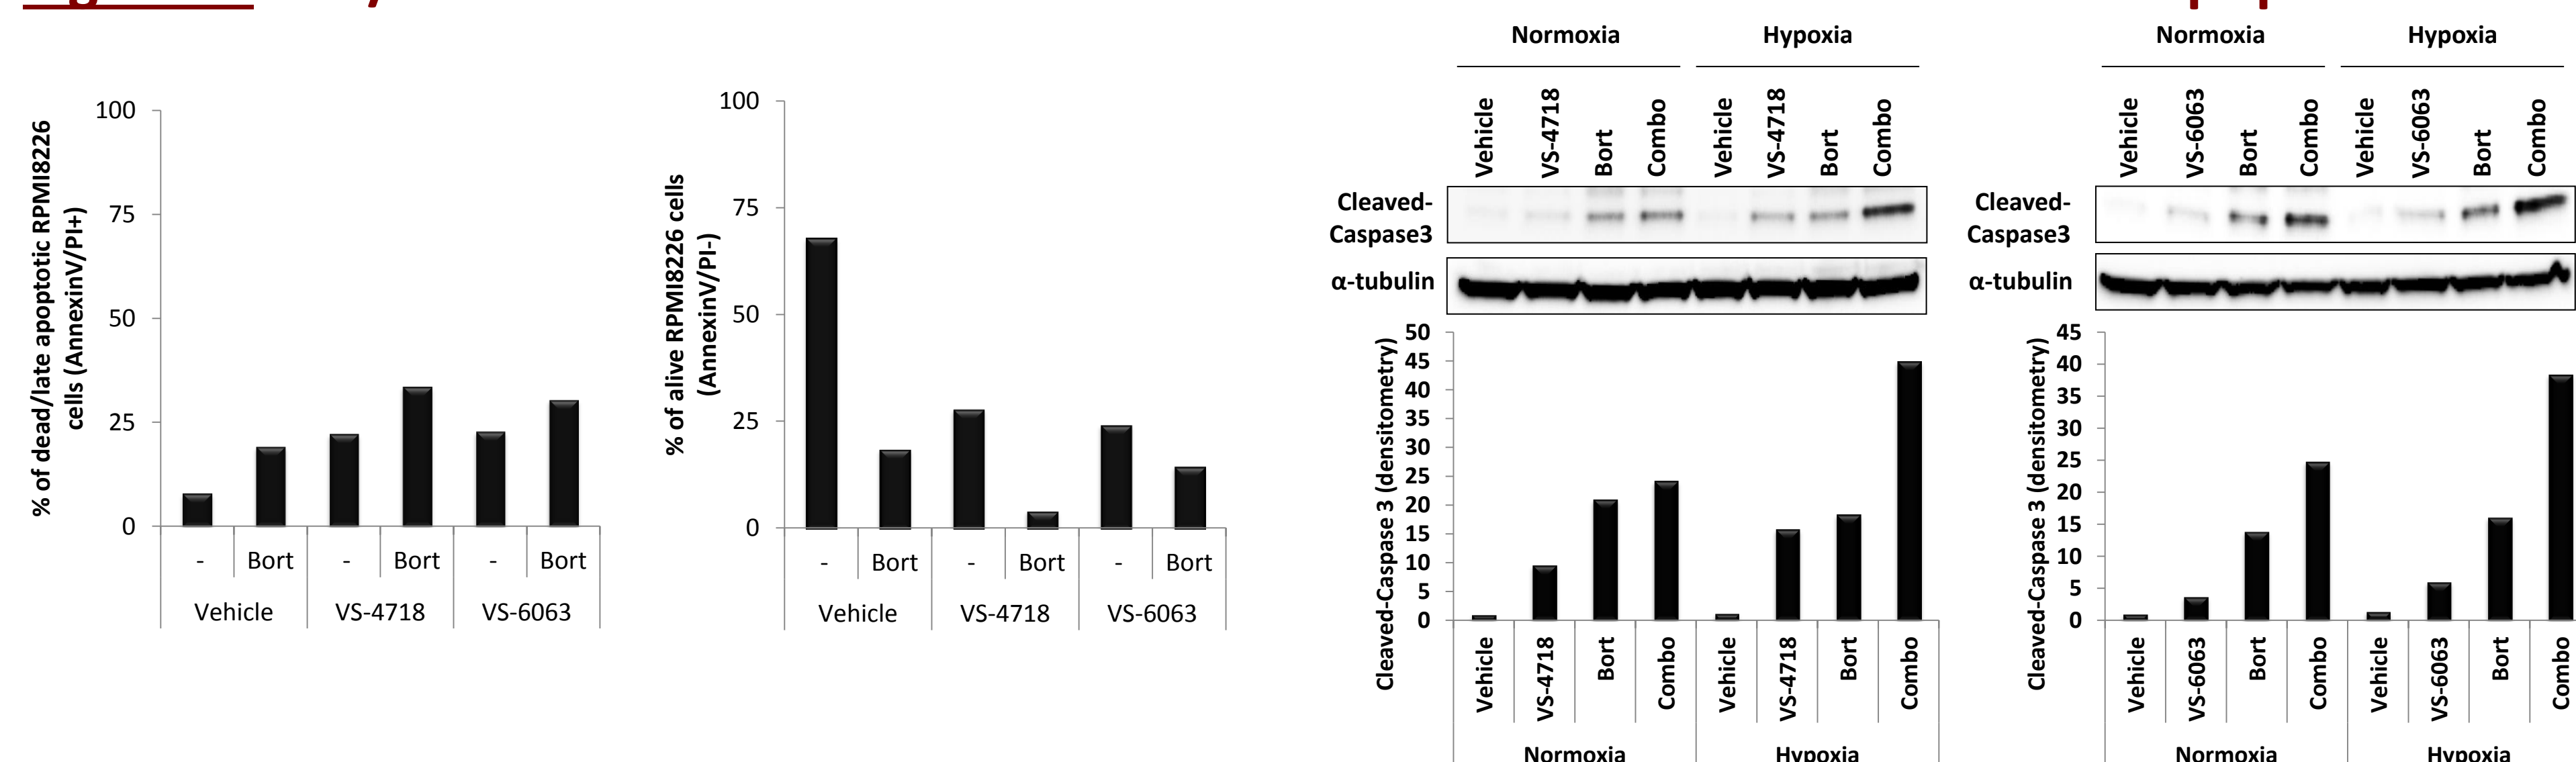 % of dead/late apoptotic RPMI8226
cells (AnnexinV/PI+)
100
75
50
25
0
- Bort - Bort - Bort
Vehicle VS-4718 VS-6063
% of alive RPMI8226 cells
(AnnexinV/PI-)
100
75
50
25
0
- Bort - Bort - Bort
Vehicle VS-4718 VS-6063
Normoxia Hypoxia
Vehicle VS-4718 Bort Combo Vehicle VS-4718 Bort Combo
Cleaved-
Caspase3
α-tubulin
Cleaved-Caspase 3 (densitometry)
50
45
40
35
30
25
20
15
10
5
0
Vehicle VS-4718 Bort Combo Vehicle VS-4718 Bort Combo
Normoxia Hypoxia
Normoxia Hypoxia
Vehicle VS-6063 Bort Combo Vehicle VS-6063 Bort Combo
Cleaved-
Caspase3
α-tubulin
Cleaved-Caspase 3 (densitometry)
45
40
35
30
25
20
15
10
5
0
Vehicle VS-6063 Bort Combo Vehicle VS-6063 Bort Combo
Normoxia Hypoxia